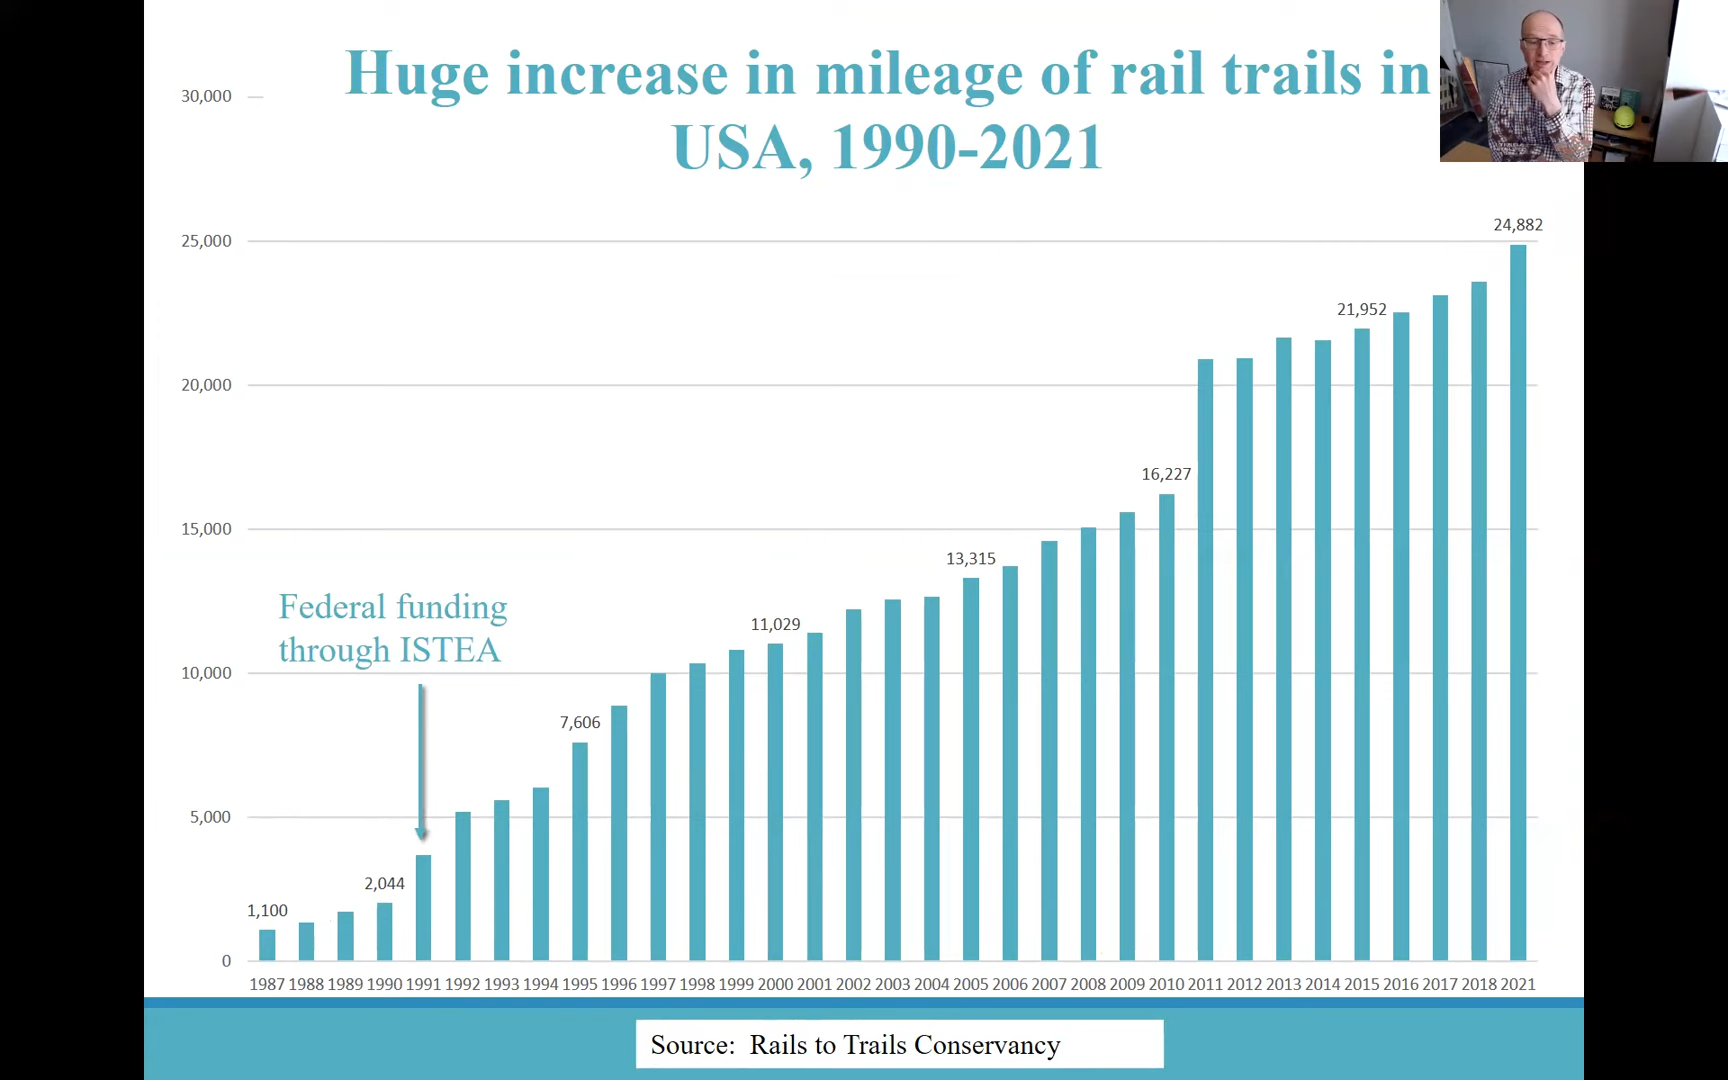 Huge increase in mileage of rail trails in
USA, 1990-2021
30,000
25,000
20,000
15,000
10,000
5,000
0
24,882
21,952
16,227
13,315
11,029
7,606
2,044
1,100
Federal funding
through ISTEA
1987 1988 1989 1990 1991 1992 1993 1994 1995 1996 1997 1998 1999 2000 2001 2002 2003 2004 2005 2006 2007 2008 2009 2010 2011 2012 2013 2014 2015 2016 2017 2018 2021
Source: Rails to Trails Conservancy